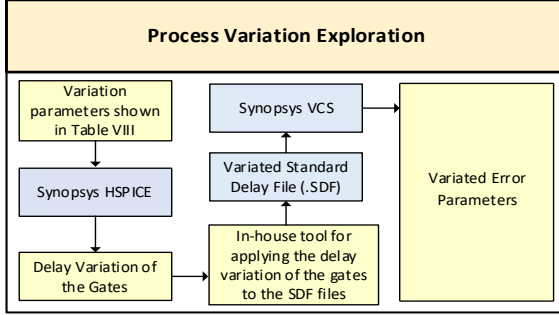 Process Variation Exploration
Variation
parameters shown
in Table VIII
Synopsys HSPICE
Delay Variation of
the Gates
In-house tool for
applying the delay
variation of the gates
to the SDF files
Variated Standard
Delay File (.SDF)
Synopsys VCS
Variated Error
Parameters